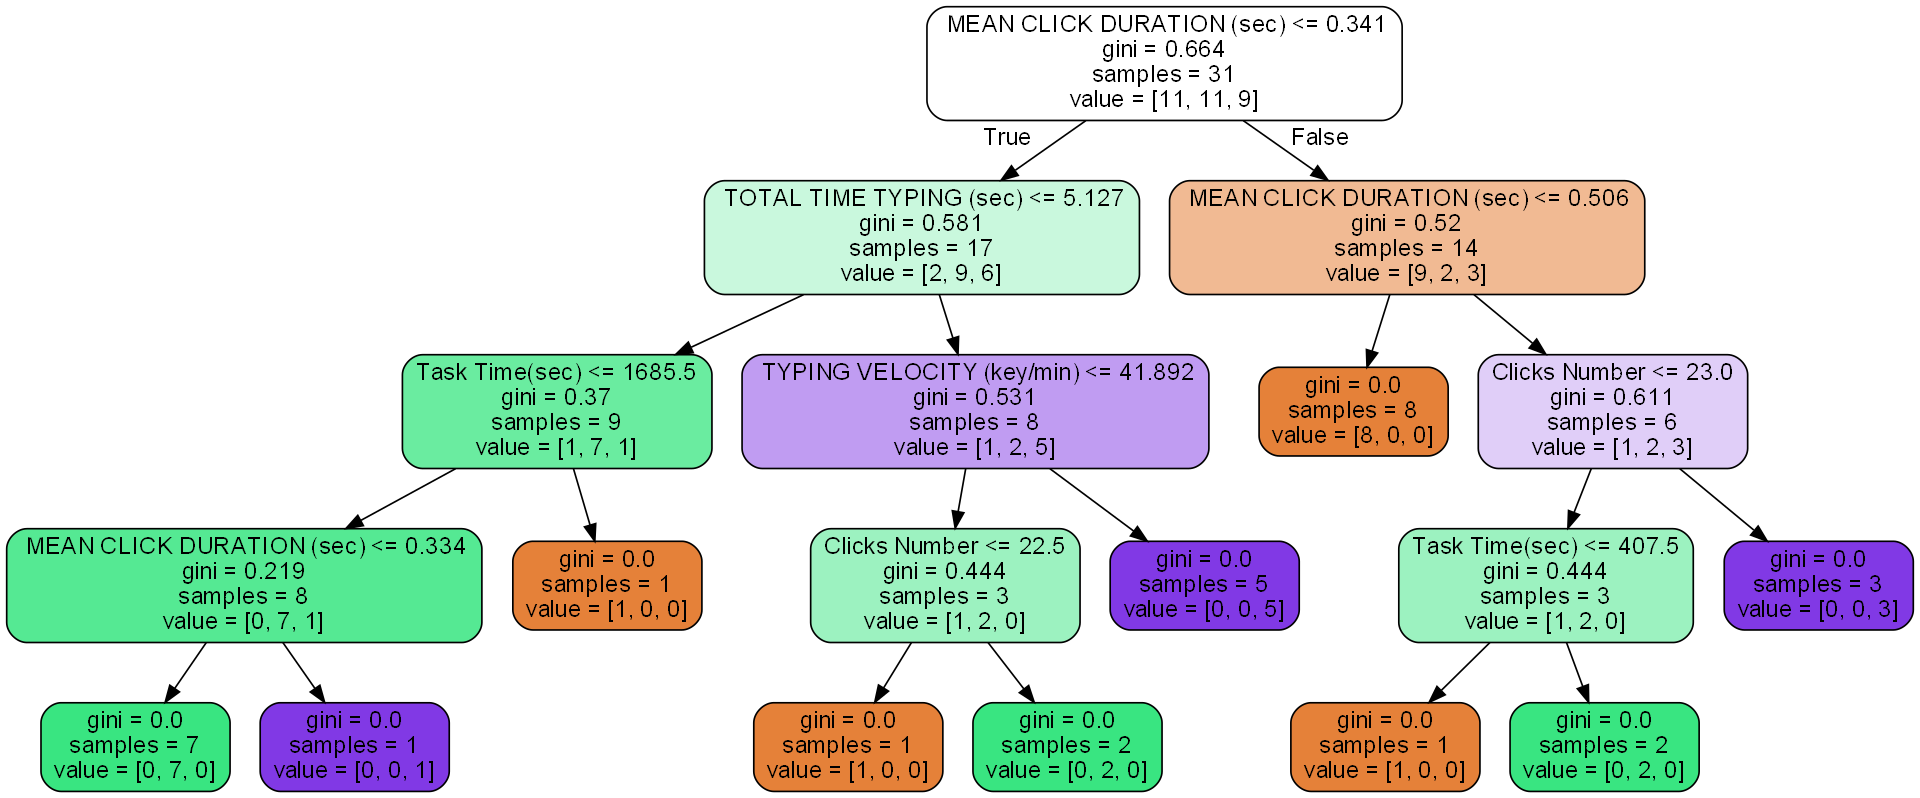 MEAN CLICK DURATION (sec) <= 0.341
gini = 0.664
samples = 31
value = [11, 11, 9]
True
False
TOTAL TIME TYPING (sec) <= 5.127
gini = 0.581
samples = 17
value = [2, 9, 6]
MEAN CLICK DURATION (sec) <= 0.506
gini = 0.52
samples = 14
value = [9, 2, 3]
Task Time(sec) <= 1685.5
gini = 0.37
samples = 9
value = [1, 7, 1]
TYPING VELOCITY (key/min) <= 41.892
gini = 0.531
samples = 8
value = [1, 2, 5]
gini = 0.0
samples = 8
value = [8, 0, 0]
Clicks Number <= 23.0
gini = 0.611
samples = 6
value = [1, 2, 3]
MEAN CLICK DURATION (sec) <= 0.334
gini = 0.219
samples = 8
value = [0, 7, 1]
gini = 0.0
samples = 1
value = [1, 0, 0]
Clicks Number <= 22.5
gini = 0.444
samples = 3
value = [1, 2, 0]
gini = 0.0
samples = 5
value = [0, 0, 5]
Task Time(sec) <= 407.5
gini = 0.444
samples = 3
value = [1, 2, 0]
gini = 0.0
samples = 3
value = [0, 0, 3]
gini = 0.0
samples = 7
value = [0, 7, 0]
gini = 0.0
samples = 1
value = [0, 0, 1]
gini = 0.0
samples = 1
value = [1, 0, 0]
gini = 0.0
samples = 2
value = [0, 2, 0]
gini = 0.0
samples = 1
value = [1, 0, 0]
gini = 0.0
samples = 2
value = [0, 2, 0]